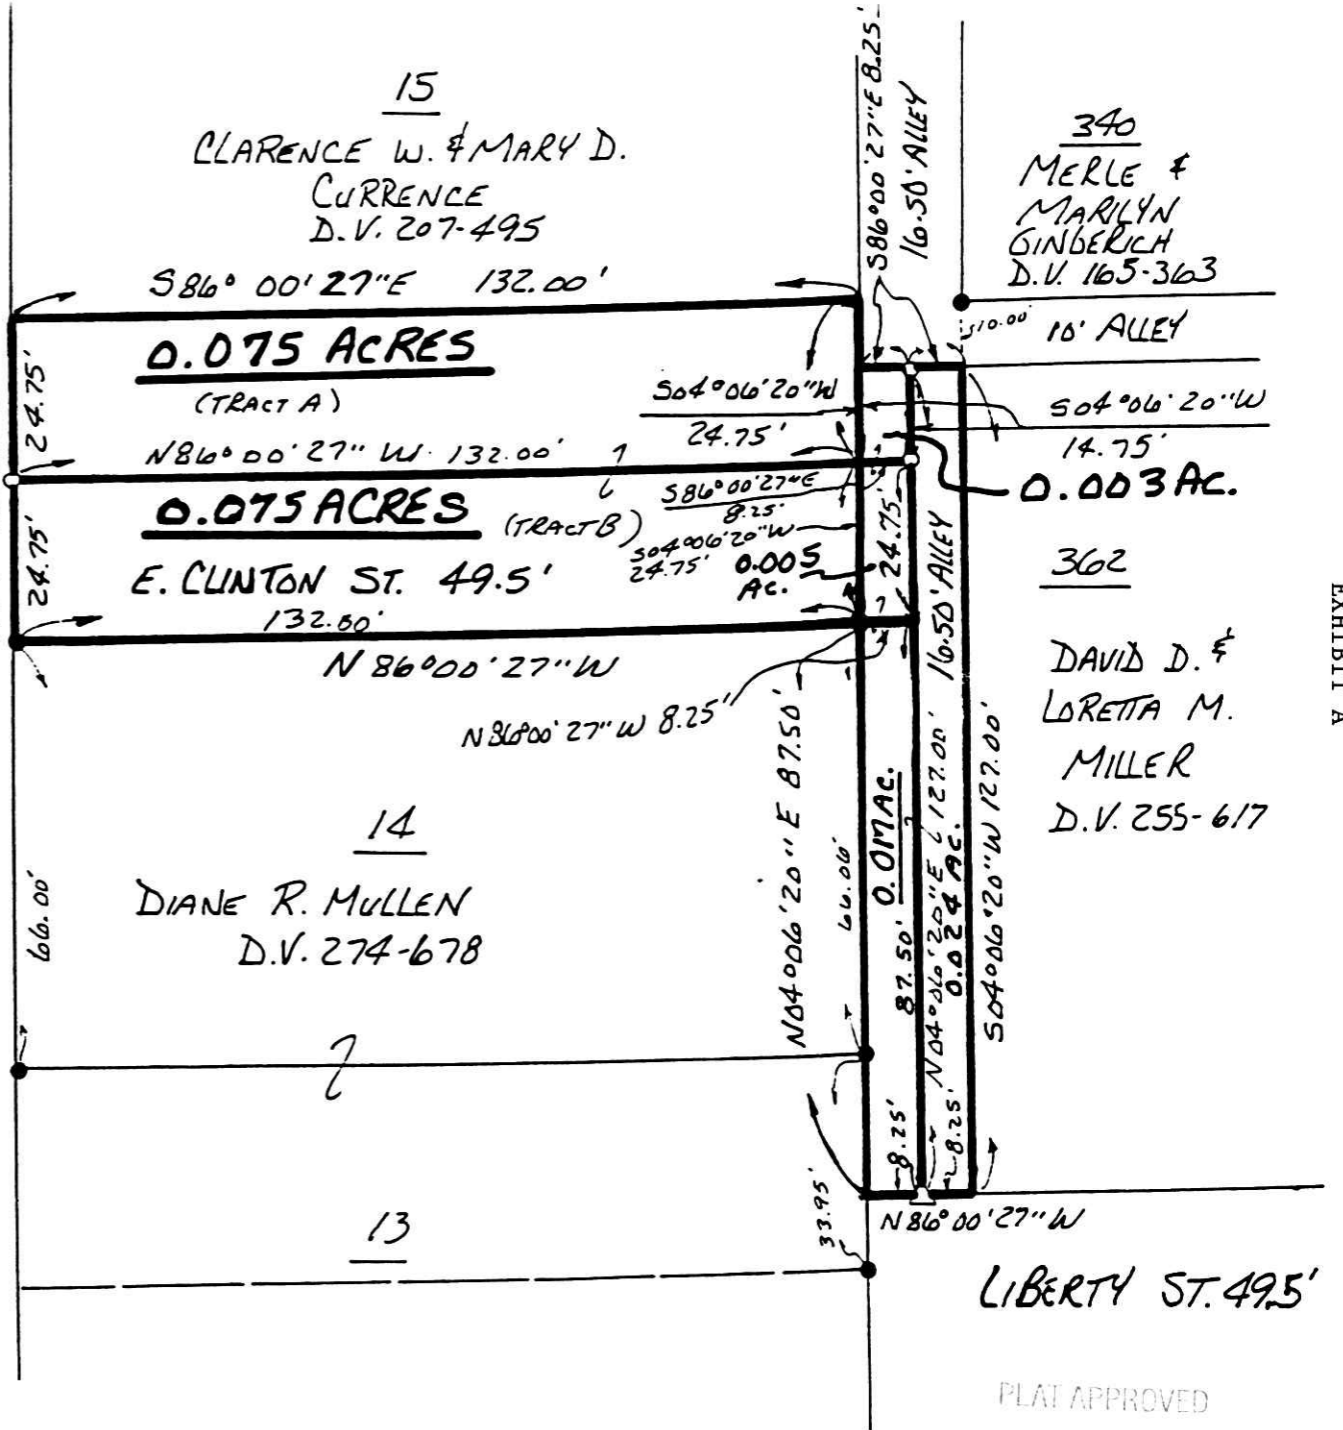 15
CLARENCE W. & MARY D.
CURRENCE
D.V. 207-495
S86° 00' 27" E 132.00'
S86°00'27"E 8.25'
16.50' ALLEY
340
MERLE &
MARILYN
GINGERICH
D.V. 165-363
10.00'
10' ALLEY
0.075 ACRES
(TRACT A)
24.75'
S04°06'20"W
24.75'
S04°06'20"W
14.75'
N86°00'27" W 132.00'
0.003 AC.
0.075 ACRES (TRACT B)
24.75'
S86°00'27"E
8.25'
S04°06'20"W
24.75'
0.005
AC.
24.75'
16.50' ALLEY
E. CLINTON ST. 49.5'
132.00'
N 86°00'27" W
N86°00'27" W 8.25'
362
DAVID D. &
LORETTA M.
MILLER
D.V. 255-617
EXHIBIT A
14
DIANE R. MULLEN
D.V. 274-678
66.00'
N04°06'20" E 87.50'
66.00'
87.50'
N04°06'20"E 127.00'
0.024 AC.
S04°06'20"W 127.00'
8.25'
8.25'
33.95'
N86°00'27" W
13
LIBERTY ST. 49.5'
PLAT APPROVED